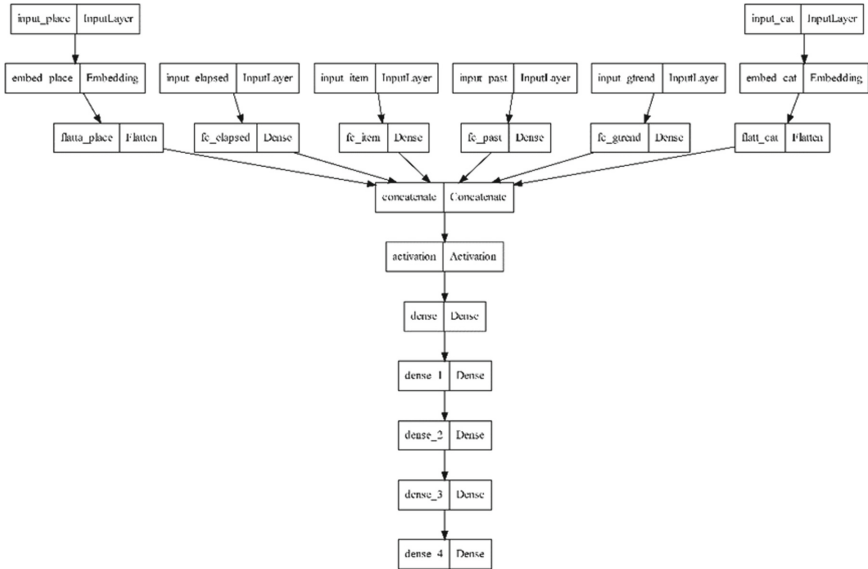 input_place InputLayer input_cat InputLayer
embed_place Embedding input_elapsed InputLayer input_item InputLayer input_past InputLayer input_gtrend InputLayer embed_cat Embedding
flatta_place Flatten fc_elapsed Dense fc_item Dense fc_past Dense fc_gtrend Dense flatt_cat Flatten
concatenate Concatenate
activation Activation
dense Dense
dense_1 Dense
dense_2 Dense
dense_3 Dense
dense_4 Dense